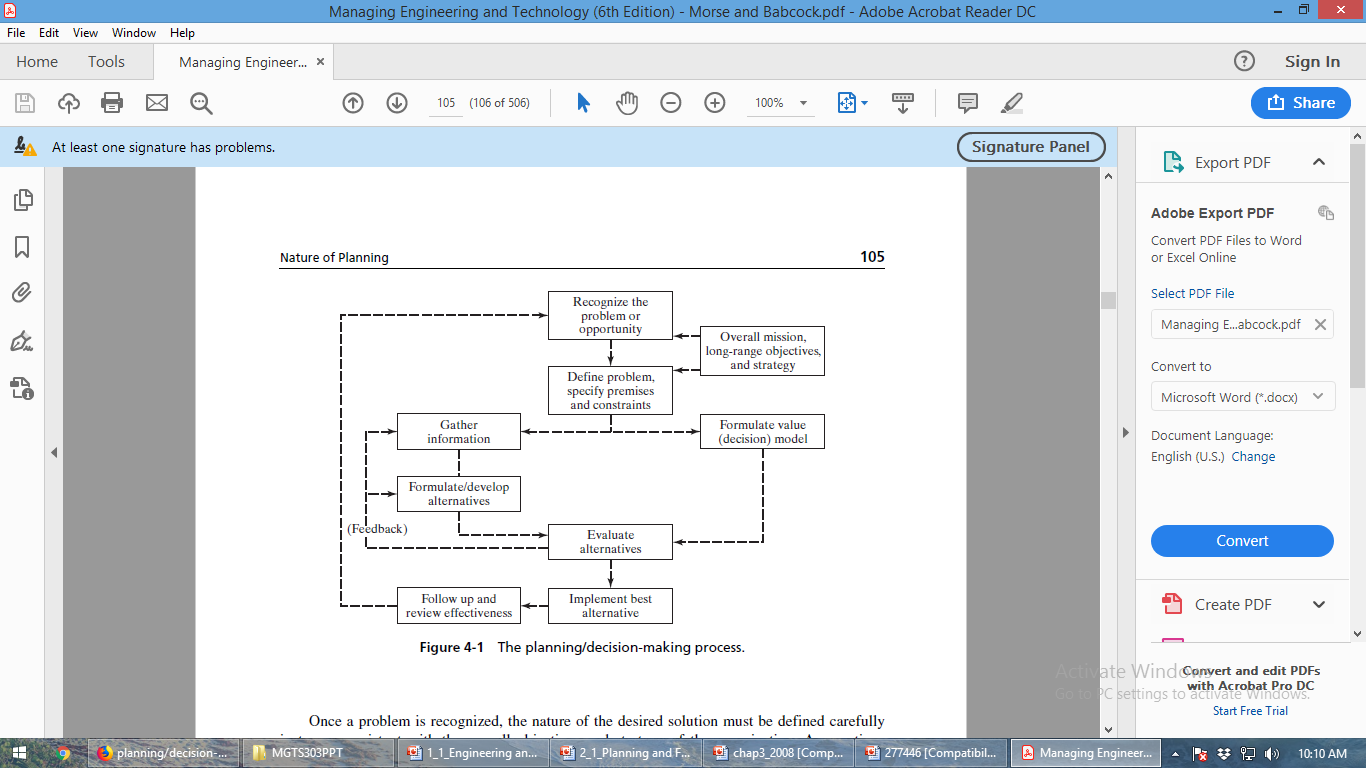 Managing Engineering and Technology (6th Edition) - Morse and Babcock.pdf - Adobe Acrobat Reader DC
File Edit View Window Help
Home Tools Managing Engineer... × Sign In
105 (106 of 506) 100% Share
At least one signature has problems. Signature Panel
Nature of Planning 105
Recognize the
problem or
opportunity
Overall mission,
long-range objectives,
and strategy
Define problem,
specify premises
and constraints
Gather
information
Formulate value
(decision) model
Formulate/develop
alternatives
(Feedback)
Evaluate
alternatives
Follow up and
review effectiveness
Implement best
alternative
Figure 4-1 The planning/decision-making process.
Once a problem is recognized, the nature of the desired solution must be defined carefully
Export PDF
Adobe Export PDF
Convert PDF Files to Word
or Excel Online
Select PDF File
Managing E...abcock.pdf
Convert to
Microsoft Word (*.docx)
Document Language:
English (U.S.) Change
Convert
Create PDF
Activate Windows
Go to PC settings to activate Windows.
Convert and edit PDFs
with Acrobat Pro DC
Start Free Trial
planning/decision-... MGTS303PPT 1_1_Engineering an... 2_1_Planning and F... chap3_2008 [Comp... 277446 [Compatibil... Managing Engineer... 10:10 AM